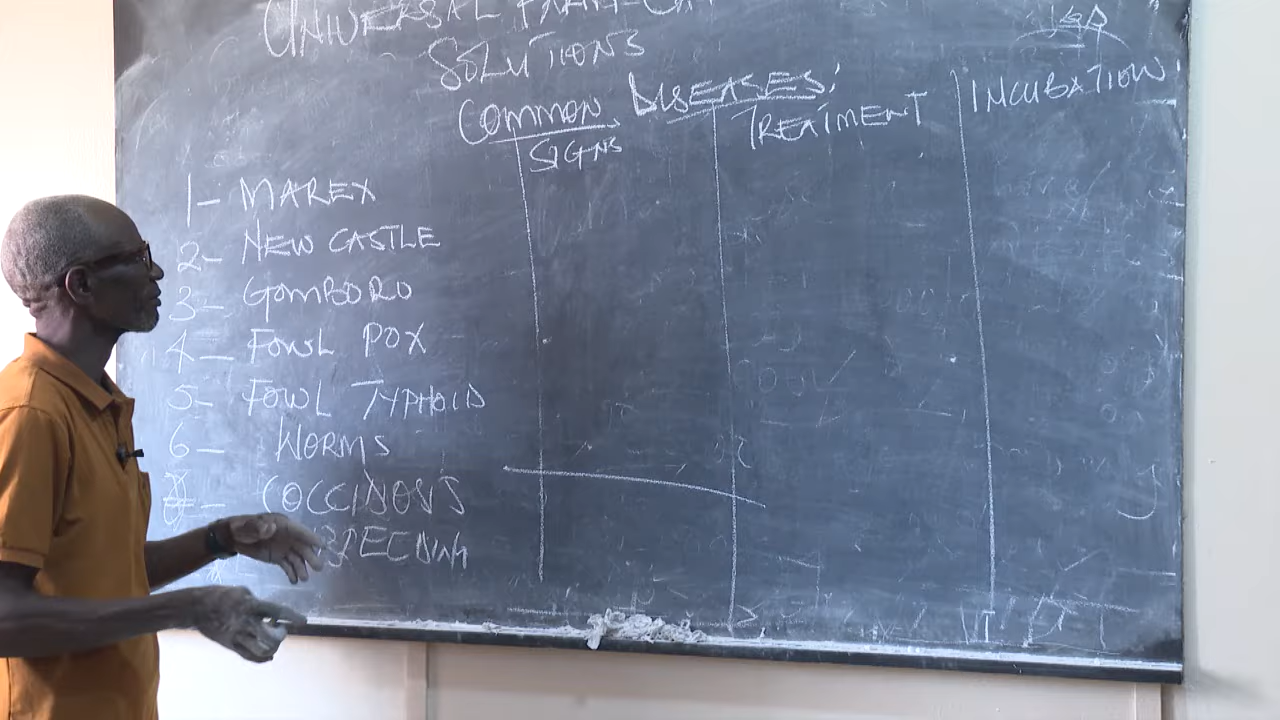 UNIVERSAL
SOLUTIONS
COMMON DISEASES:
SIGNS TREATMENT INCUBATION
1- MAREX
2- NEW CASTLE
3- GOMBORO
4- FOWL POX
5- FOWL TYPHOID
6- WORMS